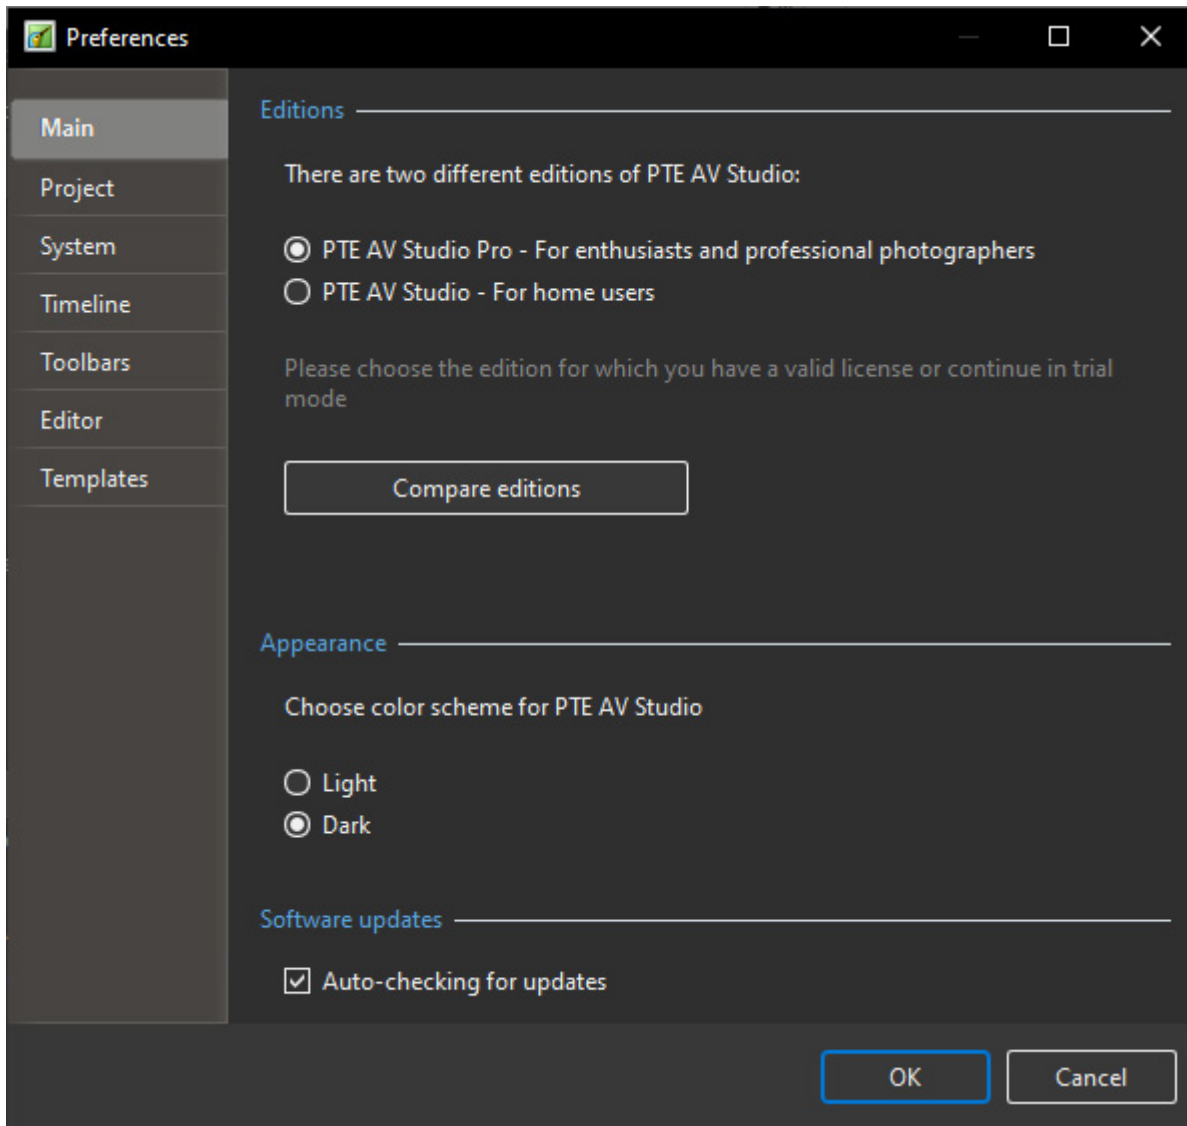 Preferences
Main
Project
System
Timeline
Toolbars
Editor
Templates
Editions
There are two different editions of PTE AV Studio:
PTE AV Studio Pro - For enthusiasts and professional photographers
PTE AV Studio - For home users
Please choose the edition for which you have a valid license or continue in trial
mode
Compare editions
Appearance
Choose color scheme for PTE AV Studio
Light
Dark
Software updates
Auto-checking for updates
OK
Cancel